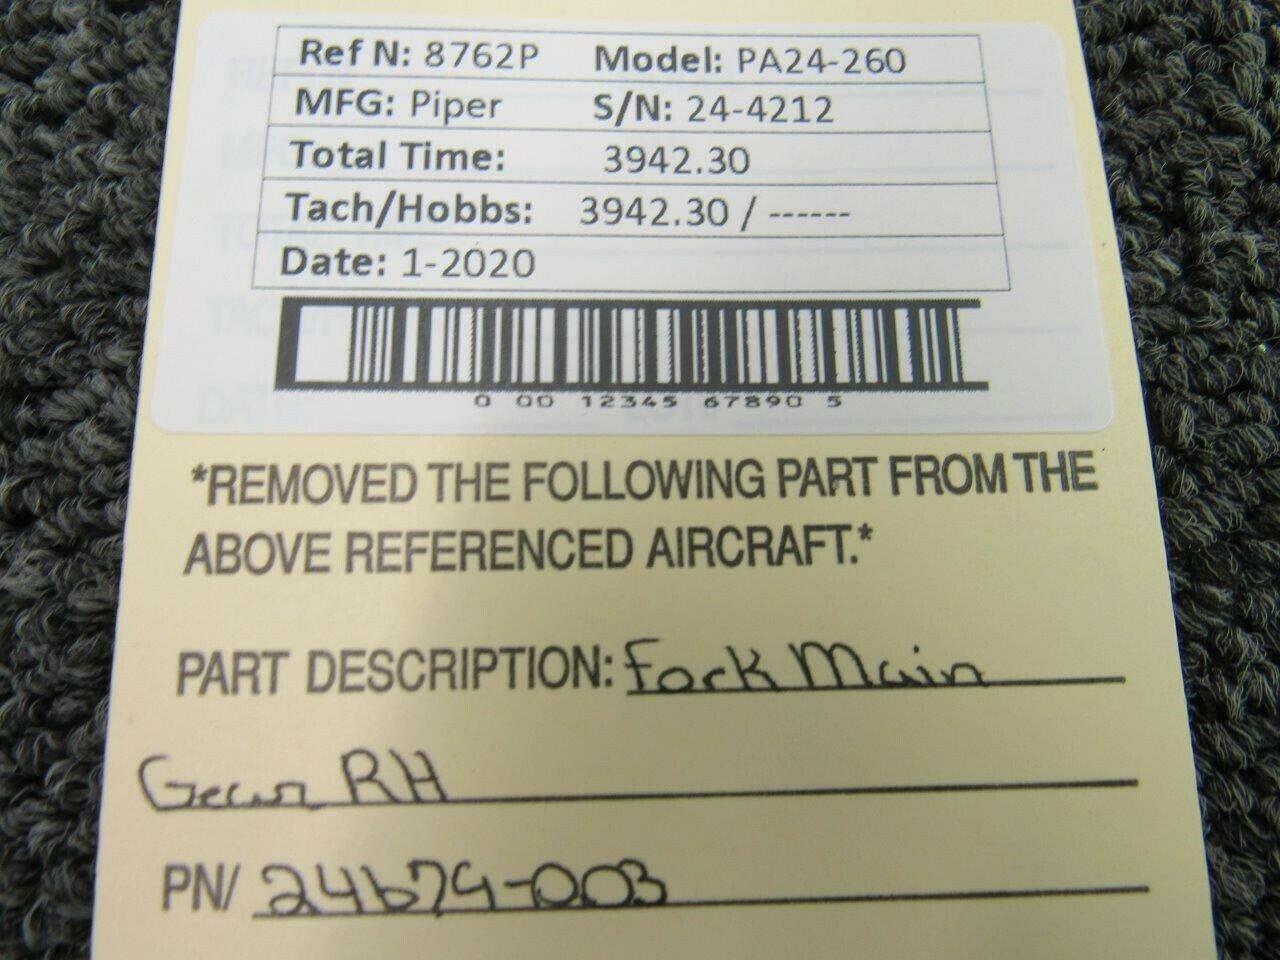 Ref N: 8762P Model: PA24-260
MFG: Piper S/N: 24-4212
Total Time: 3942.30
Tach/Hobbs: 3942.30 / ------
Date: 1-2020
0 00 12345 67890 5
*REMOVED THE FOLLOWING PART FROM THE
ABOVE REFERENCED AIRCRAFT.*
PART DESCRIPTION: Fork Main
Gear RH
PN/ 24679-003